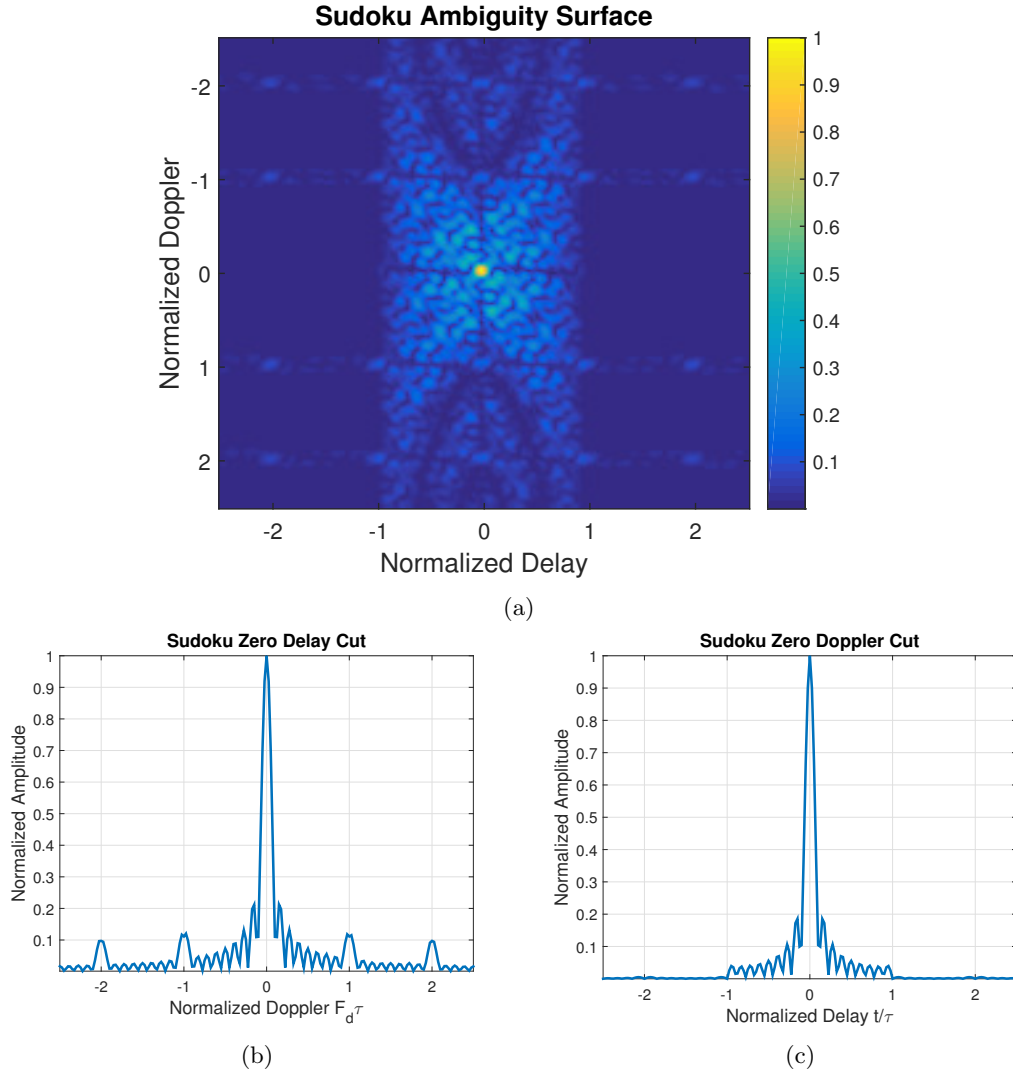 Sudoku Ambiguity Surface
Normalized Doppler
-2
-1
0
1
2
-2 -1 0 1 2
Normalized Delay
1
0.9
0.8
0.7
0.6
0.5
0.4
0.3
0.2
0.1
(a)
Sudoku Zero Delay Cut
Normalized Amplitude
1
0.9
0.8
0.7
0.6
0.5
0.4
0.3
0.2
0.1
-2 -1 0 1 2
Normalized Doppler F_dτ
(b)
Sudoku Zero Doppler Cut
Normalized Amplitude
1
0.9
0.8
0.7
0.6
0.5
0.4
0.3
0.2
0.1
-2 -1 0 1 2
Normalized Delay t/τ
(c)